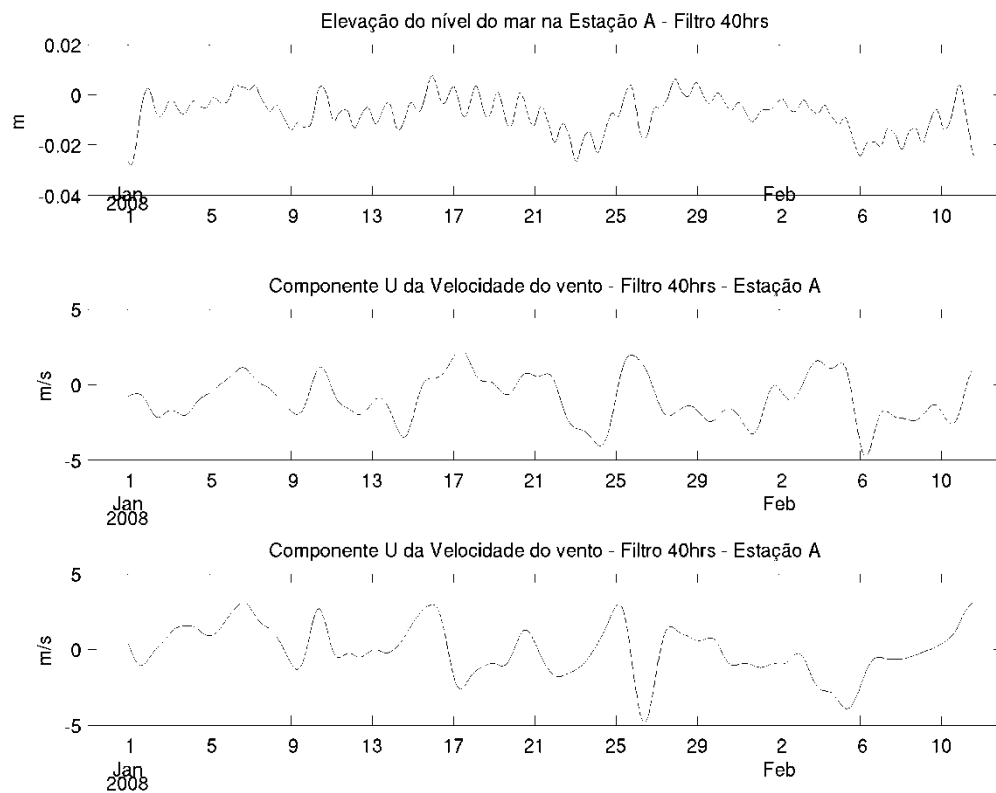 Elevação do nível do mar na Estação A - Filtro 40hrs
0.02
0
-0.02
-0.04
m
Jan Feb
2008
1 5 9 13 17 21 25 29 2 6 10
Componente U da Velocidade do vento - Filtro 40hrs - Estação A
5
0
-5
m/s
1 5 9 13 17 21 25 29 2 6 10
Jan Feb
2008
Componente U da Velocidade do vento - Filtro 40hrs - Estação A
5
0
-5
m/s
1 5 9 13 17 21 25 29 2 6 10
Jan Feb
2008